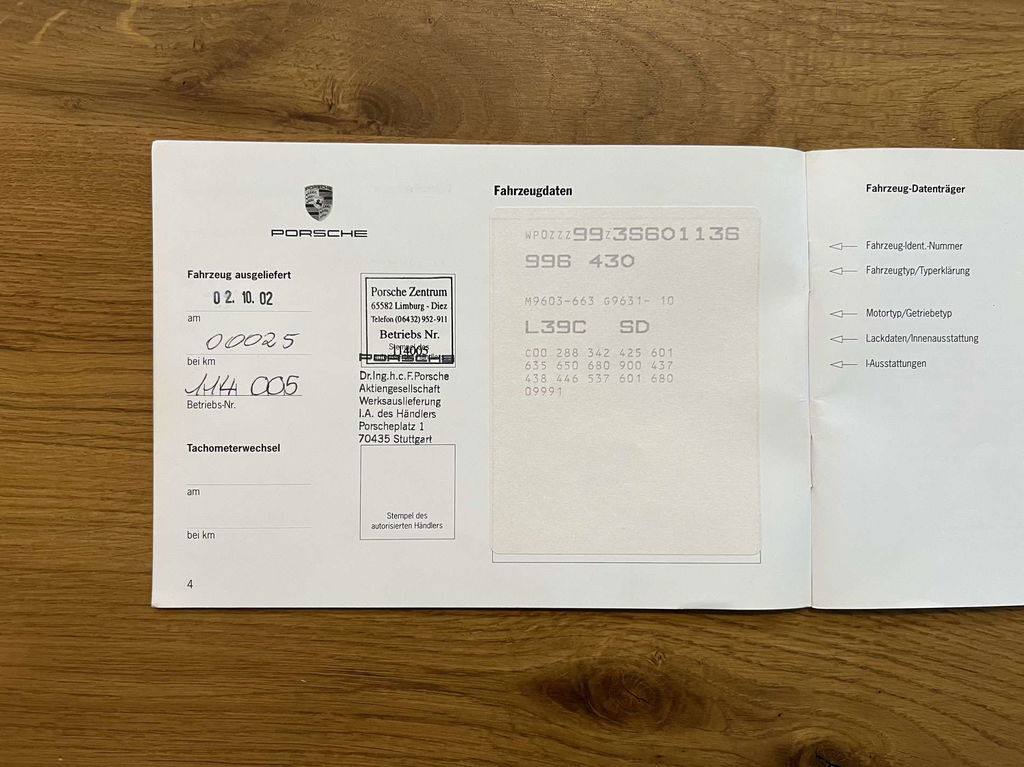 PORSCHE
Fahrzeug ausgeliefert
02. 10. 02
am
00025
bei km
114 005
Betriebs-Nr.
Tachometerwechsel
am
bei km
4
Porsche Zentrum
65582 Limburg - Diez
Telefon (06432) 952-911
Betriebs Nr.
114005
PORSCHE
Dr.Ing.h.c.F.Porsche
Aktiengesellschaft
Werksauslieferung
I.A. des Händlers
Porscheplatz 1
70435 Stuttgart
Stempel des
autorisierten Händlers
Fahrzeugdaten
WP0ZZZ99Z3S601136
996 430
M9603-663 G9631- 10
L39C SD
C00 288 342 425 601
635 650 680 900 437
438 446 537 601 680
09991
Fahrzeug-Datenträger
Fahrzeug-Ident.-Nummer
Fahrzeugtyp/Typerklärung
Motortyp/Getriebetyp
Lackdaten/Innenausstattung
I-Ausstattungen